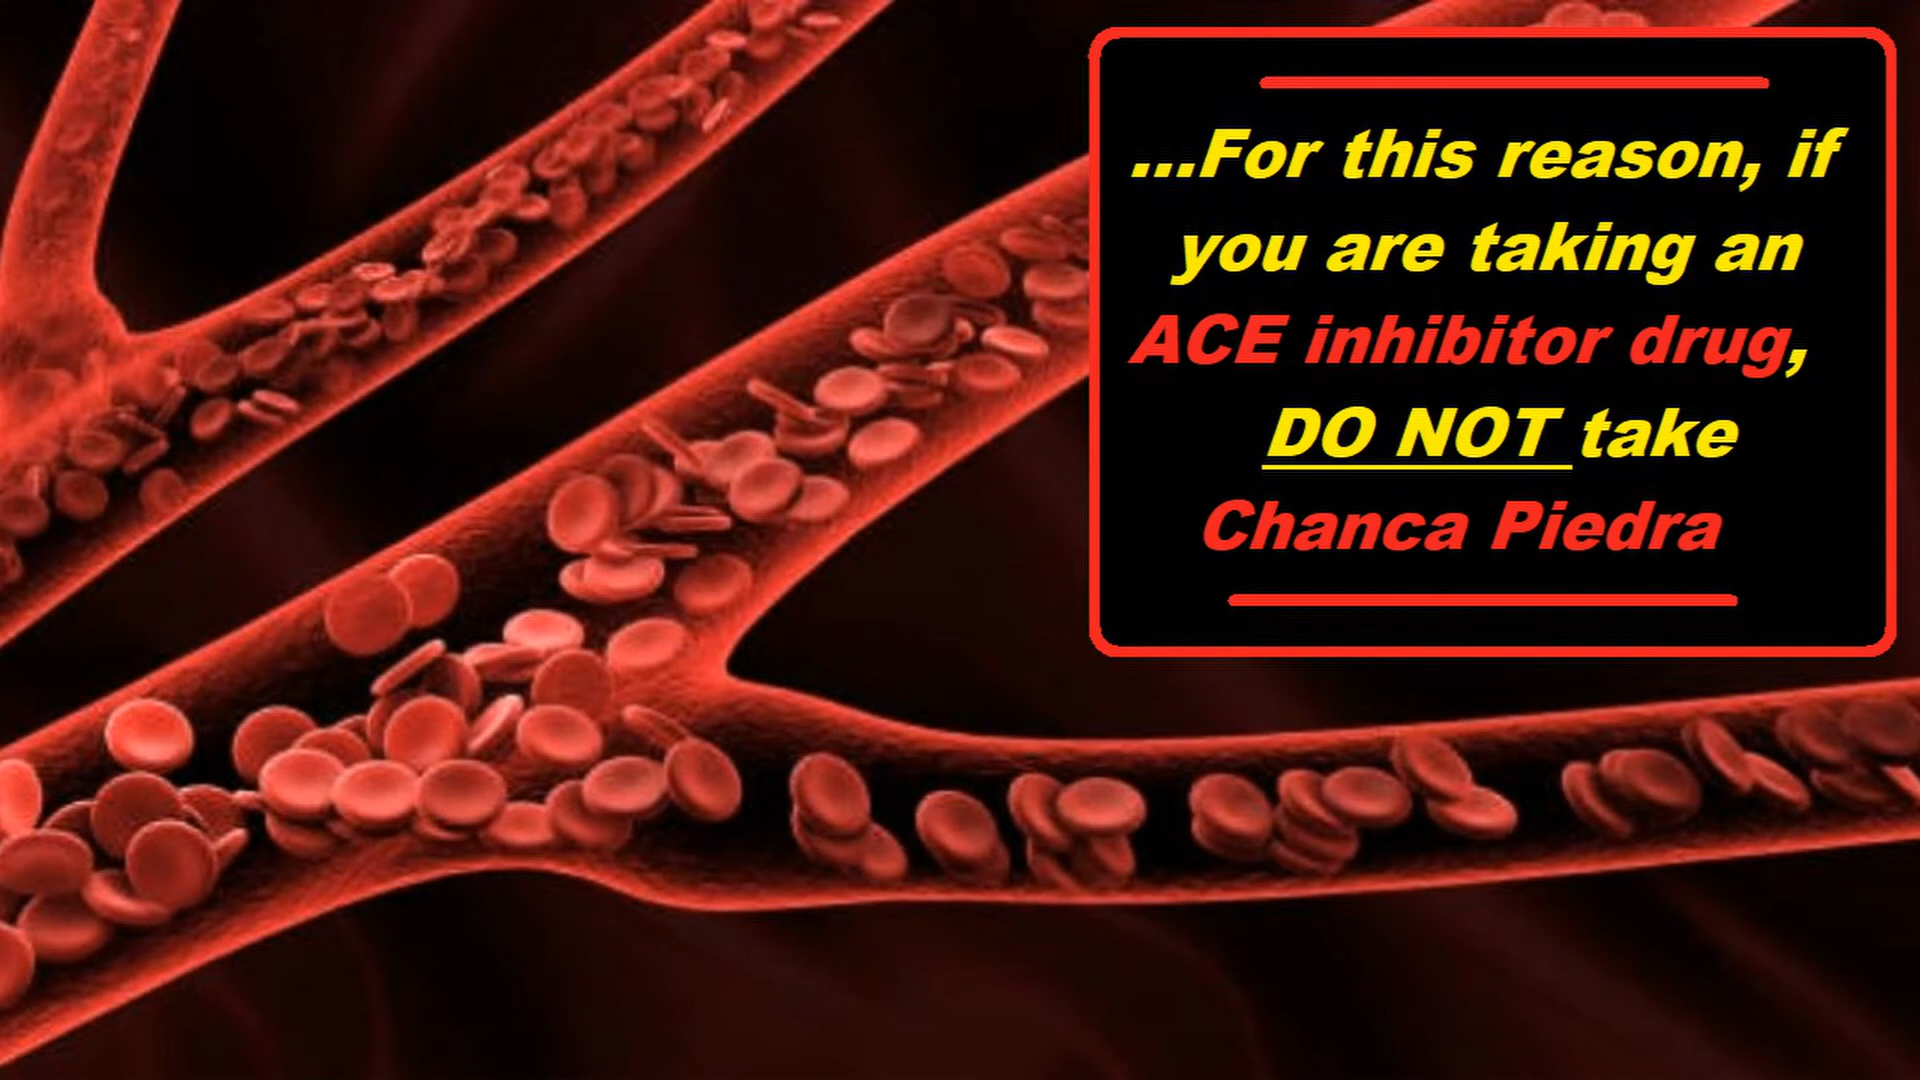 ...For this reason, if
you are taking an
ACE inhibitor drug,
DO NOT take
Chanca Piedra